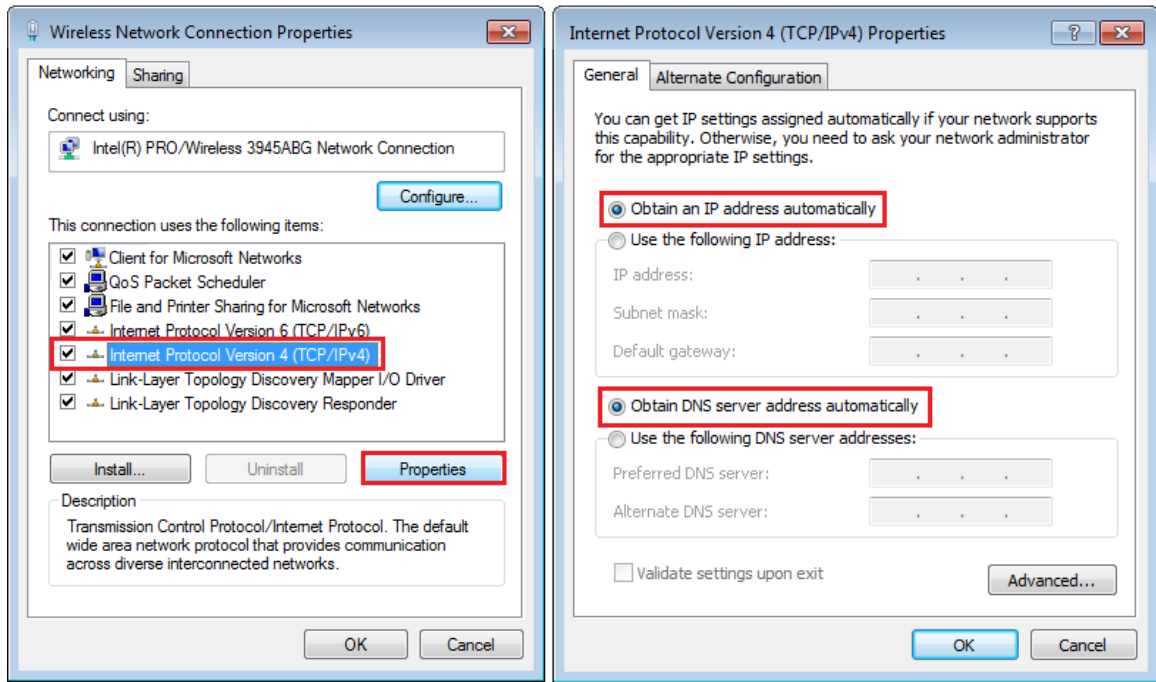 Wireless Network Connection Properties
Networking
Sharing
Connect using:
Intel(R) PRO/Wireless 3945ABG Network Connection
Configure...
This connection uses the following items:
Client for Microsoft Networks
QoS Packet Scheduler
File and Printer Sharing for Microsoft Networks
Internet Protocol Version 6 (TCP/IPv6)
Internet Protocol Version 4 (TCP/IPv4)
Link-Layer Topology Discovery Mapper I/O Driver
Link-Layer Topology Discovery Responder
Install...
Uninstall
Properties
Description
Transmission Control Protocol/Internet Protocol. The default
wide area network protocol that provides communication
across diverse interconnected networks.
OK
Cancel
Internet Protocol Version 4 (TCP/IPv4) Properties
General
Alternate Configuration
You can get IP settings assigned automatically if your network supports
this capability. Otherwise, you need to ask your network administrator
for the appropriate IP settings.
Obtain an IP address automatically
Use the following IP address:
IP address:
Subnet mask:
Default gateway:
Obtain DNS server address automatically
Use the following DNS server addresses:
Preferred DNS server:
Alternate DNS server:
Validate settings upon exit
Advanced...
OK
Cancel